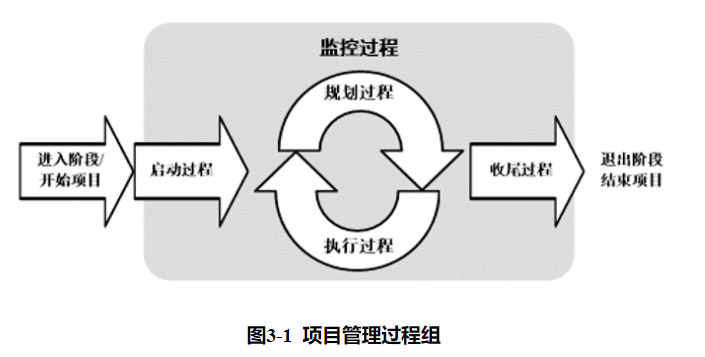 监控过程
规划过程
进入阶段/
开始项目
启动过程
收尾过程
退出阶段
结束项目
执行过程
图3-1 项目管理过程组